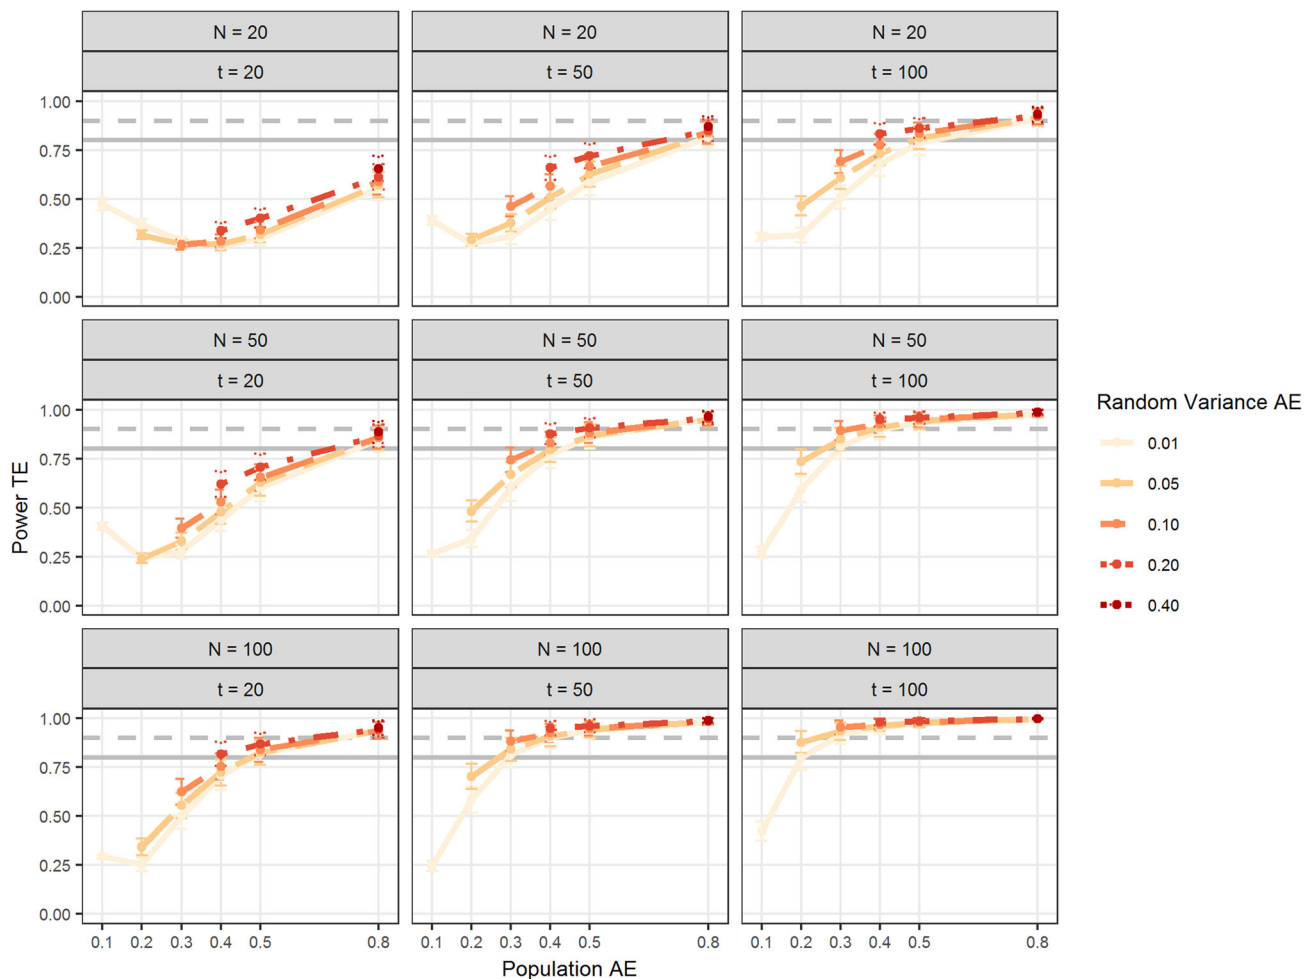 N = 20
N = 20
N = 20
t = 20
t = 50
t = 100
1.00
0.75
0.50
0.25
0.00
N = 50
N = 50
N = 50
t = 20
t = 50
t = 100
1.00
0.75
0.50
0.25
0.00
N = 100
N = 100
N = 100
t = 20
t = 50
t = 100
1.00
0.75
0.50
0.25
0.00
0.1 0.2 0.3 0.4 0.5 0.8
0.1 0.2 0.3 0.4 0.5 0.8
0.1 0.2 0.3 0.4 0.5 0.8
Population AE
Power TE
Random Variance AE
0.01
0.05
0.10
0.20
0.40